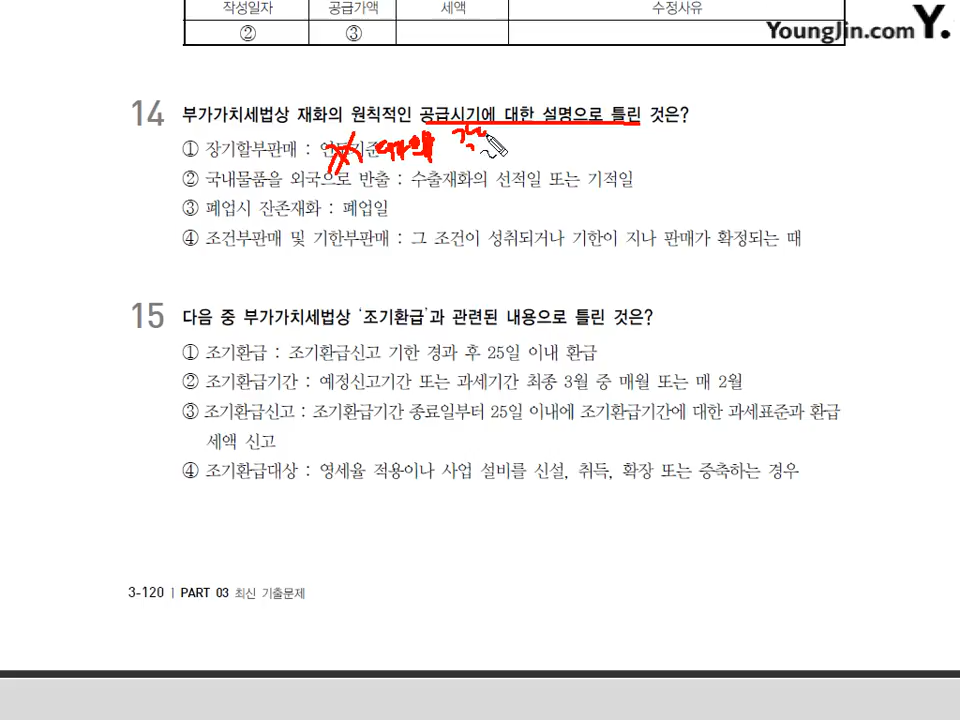 작성일자 공급가액 세액 수정사유
② ③
YoungJin.com Y.
14 부가가치세법상 재화의 원칙적인 공급시기에 대한 설명으로 틀린 것은?
① 장기할부판매 : 인도기준
② 국내물품을 외국으로 반출 : 수출재화의 선적일 또는 기적일
③ 폐업시 잔존재화 : 폐업일
④ 조건부판매 및 기한부판매 : 그 조건이 성취되거나 기한이 지나 판매가 확정되는 때
15 다음 중 부가가치세법상 ‘조기환급’과 관련된 내용으로 틀린 것은?
① 조기환급 : 조기환급신고 기한 경과 후 25일 이내 환급
② 조기환급기간 : 예정신고기간 또는 과세기간 최종 3월 중 매월 또는 매 2월
③ 조기환급신고 : 조기환급기간 종료일부터 25일 이내에 조기환급기간에 대한 과세표준과 환급
세액 신고
④ 조기환급대상 : 영세율 적용이나 사업 설비를 신설, 취득, 확장 또는 증축하는 경우
3-120 | PART 03 최신 기출문제